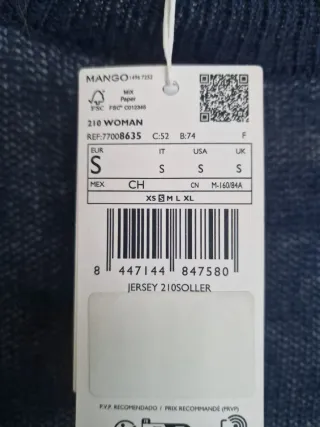 MANGO
MIX
Paper
FSC
210 WOMAN
REF:77008635 C:52 B:74 F
EUR IT USA UK
S S S S
MEX CH CN M-160/84A
XS S M L XL
8 447144 847580
JERSEY 210SOLLER
P.V.P. RECOMENDADO / PRIX RECOMMANDÉ (PRVP)